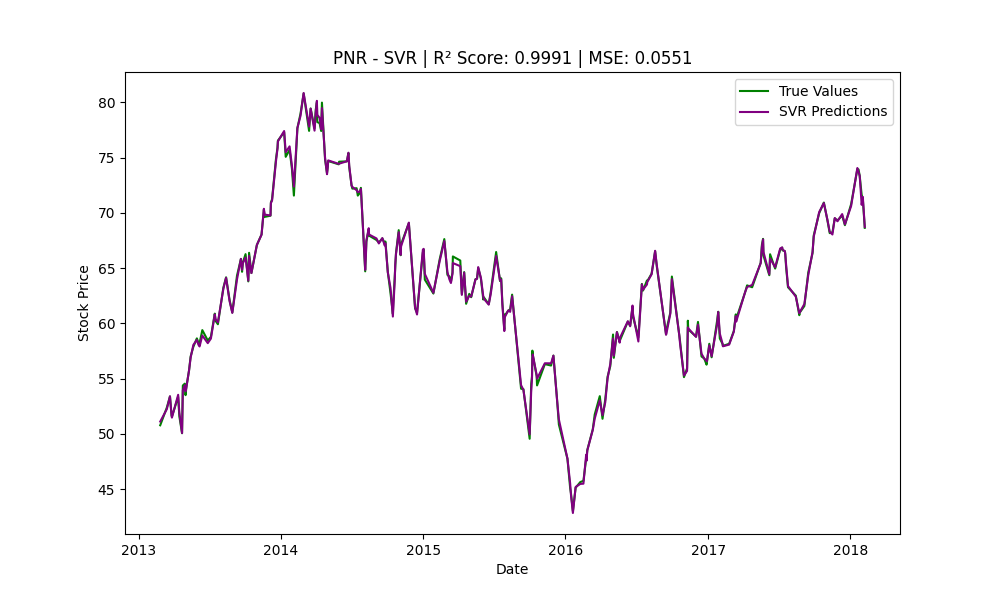 PNR - SVR | R² Score: 0.9991 | MSE: 0.0551
True Values
SVR Predictions
80
75
70
65
60
55
50
45
Stock Price
2013 2014 2015 2016 2017 2018
Date